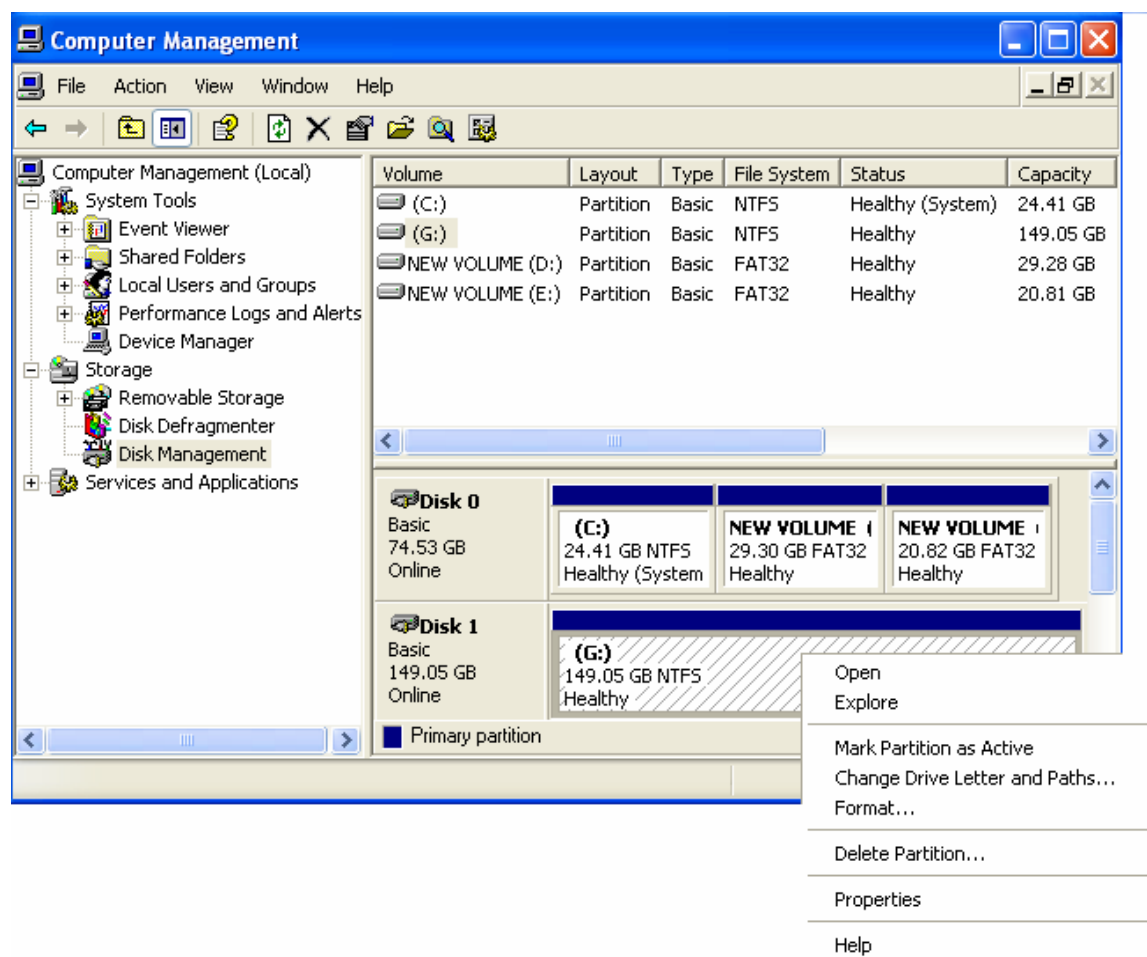 Computer Management
File Action View Window Help
Computer Management (Local)
System Tools
Event Viewer
Shared Folders
Local Users and Groups
Performance Logs and Alerts
Device Manager
Storage
Removable Storage
Disk Defragmenter
Disk Management
Services and Applications
Volume Layout Type File System Status Capacity
(C:) Partition Basic NTFS Healthy (System) 24.41 GB
(G:) Partition Basic NTFS Healthy 149.05 GB
NEW VOLUME (D:) Partition Basic FAT32 Healthy 29.28 GB
NEW VOLUME (E:) Partition Basic FAT32 Healthy 20.81 GB
Disk 0
Basic
74.53 GB
Online
(C:)
24.41 GB NTFS
Healthy (System
NEW VOLUME (
29.30 GB FAT32
Healthy
NEW VOLUME
20.82 GB FAT32
Healthy
Disk 1
Basic
149.05 GB
Online
(G:)
149.05 GB NTFS
Healthy
Primary partition
Open
Explore
Mark Partition as Active
Change Drive Letter and Paths...
Format...
Delete Partition...
Properties
Help